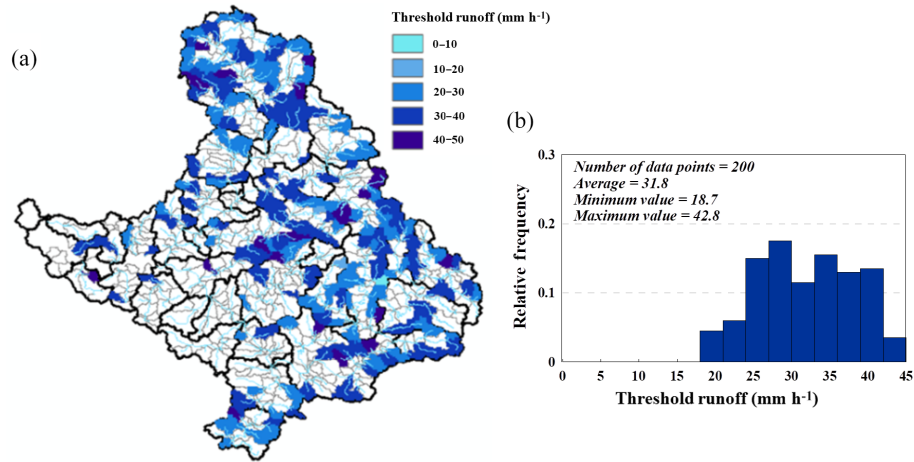 Threshold runoff (mm h-1)
(a)
0–10
10–20
20–30
30–40
40–50
(b)
Number of data points = 200
Average = 31.8
Minimum value = 18.7
Maximum value = 42.8
Relative frequency
0.3
0.2
0.1
0
0 5 10 15 20 25 30 35 40 45
Threshold runoff (mm h-1)